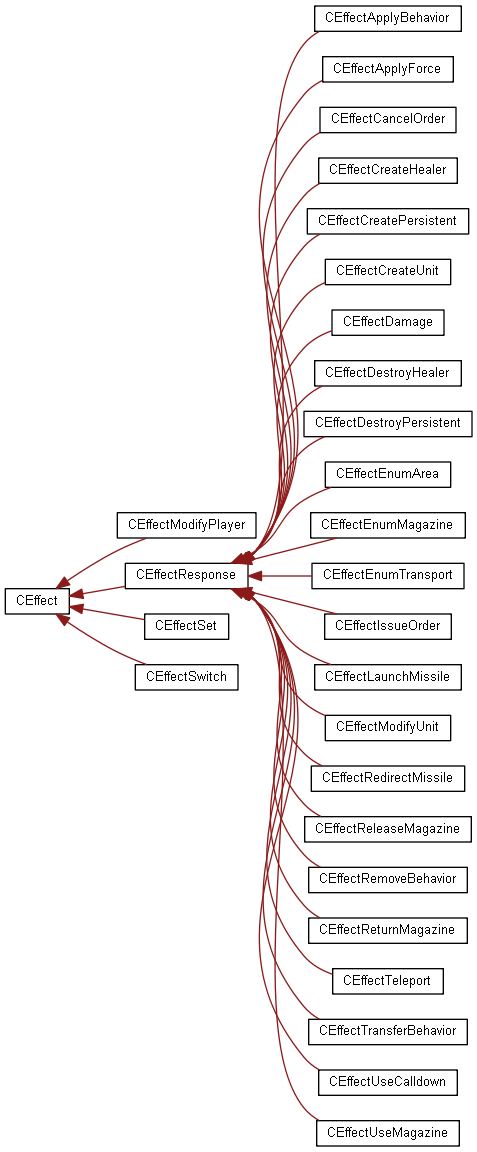 CEffectApplyBehavior
CEffectApplyForce
CEffectCancelOrder
CEffectCreateHealer
CEffectCreatePersistent
CEffectCreateUnit
CEffectDamage
CEffectDestroyHealer
CEffectDestroyPersistent
CEffectEnumArea
CEffectModifyPlayer
CEffectEnumMagazine
CEffectResponse
CEffectEnumTransport
CEffect
CEffectSet
CEffectIssueOrder
CEffectSwitch
CEffectLaunchMissile
CEffectModifyUnit
CEffectRedirectMissile
CEffectReleaseMagazine
CEffectRemoveBehavior
CEffectReturnMagazine
CEffectTeleport
CEffectTransferBehavior
CEffectUseCalldown
CEffectUseMagazine